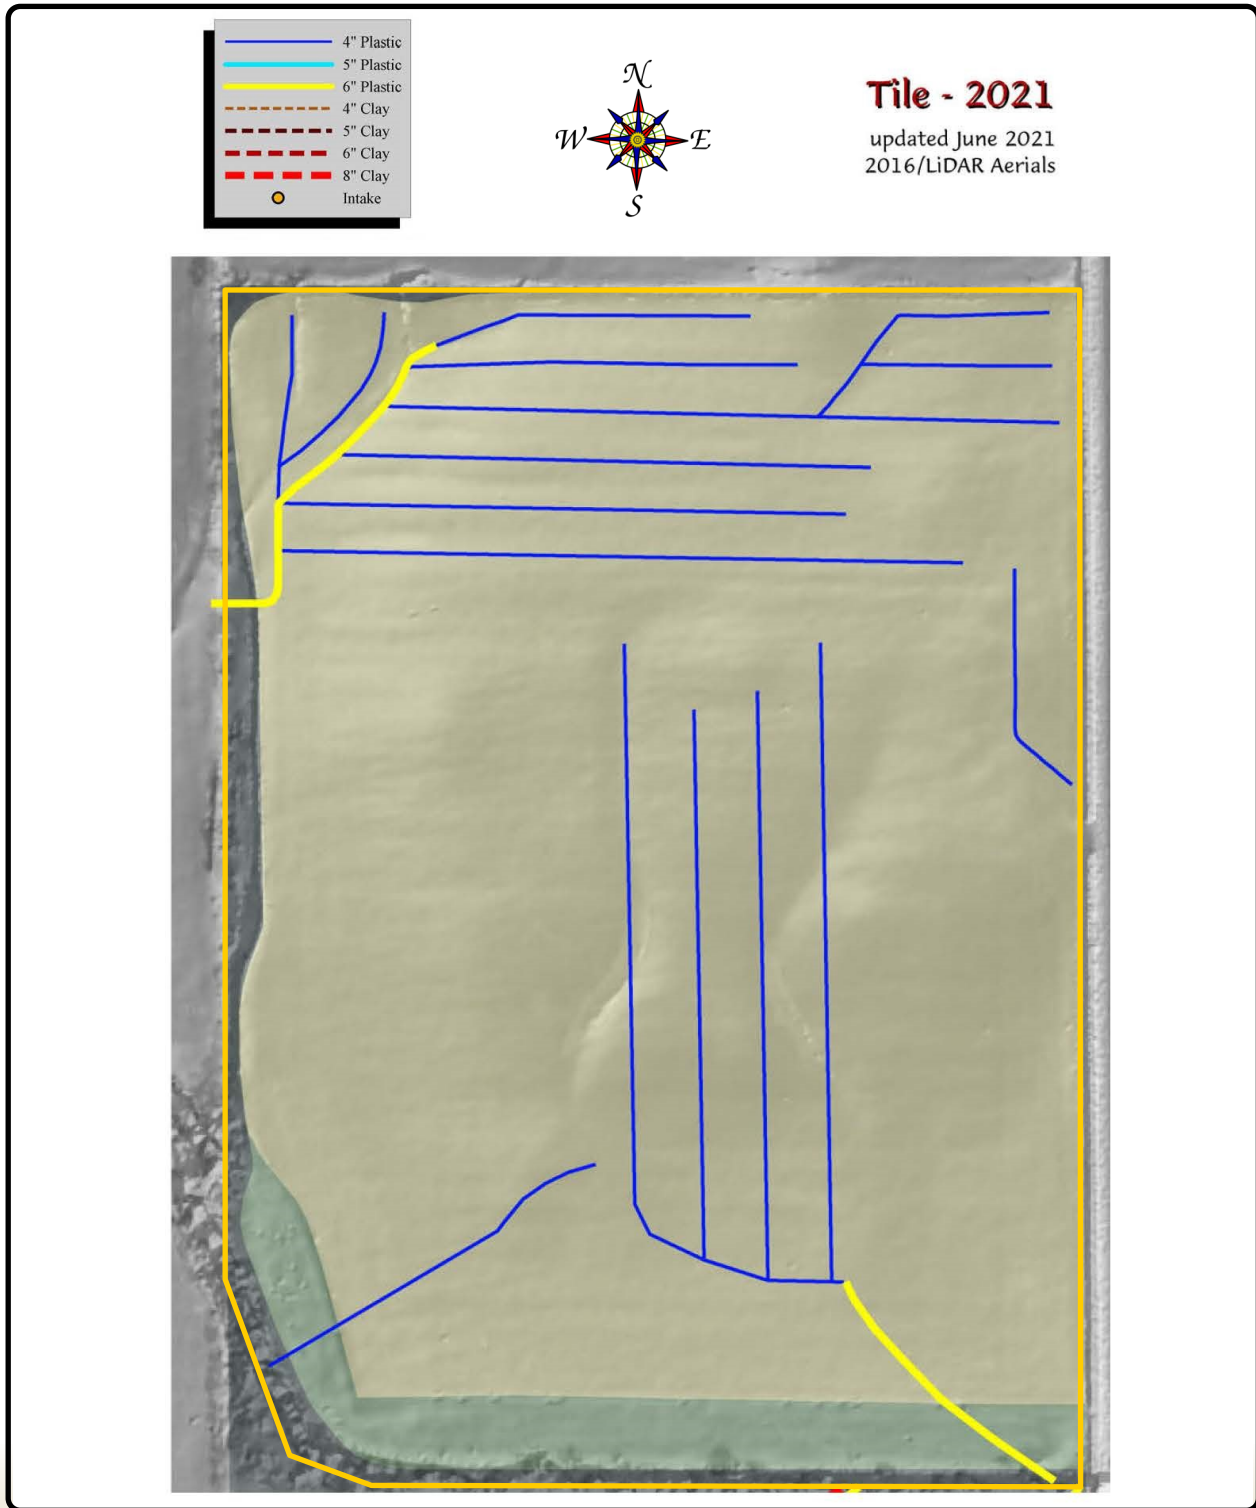 4" Plastic
5" Plastic
6" Plastic
4" Clay
5" Clay
6" Clay
8" Clay
Intake
N
W E
S
Tile - 2021
updated June 2021
2016/LiDAR Aerials